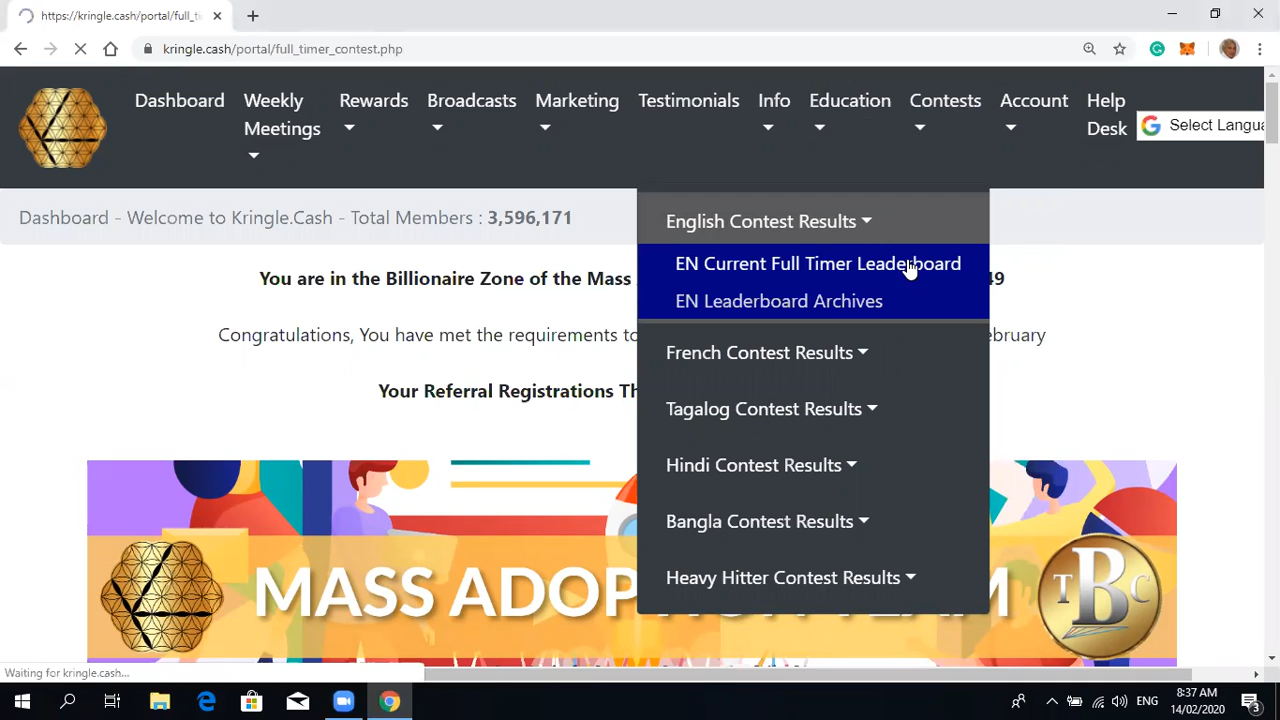 https://kringle.cash/portal/full_ti
kringle.cash/portal/full_timer_contest.php
Dashboard
Weekly Meetings
Rewards
Broadcasts
Marketing
Testimonials
Info
Education
Contests
Account
Help Desk
Select Langua
Dashboard - Welcome to Kringle.Cash - Total Members : 3,596,171
English Contest Results
EN Current Full Timer Leaderboard
EN Leaderboard Archives
French Contest Results
Tagalog Contest Results
Hindi Contest Results
Bangla Contest Results
Heavy Hitter Contest Results
You are in the Billionaire Zone of the Mass 49
Congratulations, You have met the requirements to ebruary
Your Referral Registrations Th
MASS ADOP TEAM
TBC
Waiting for kringle.cash...
ENG
8:37 AM
14/02/2020
3